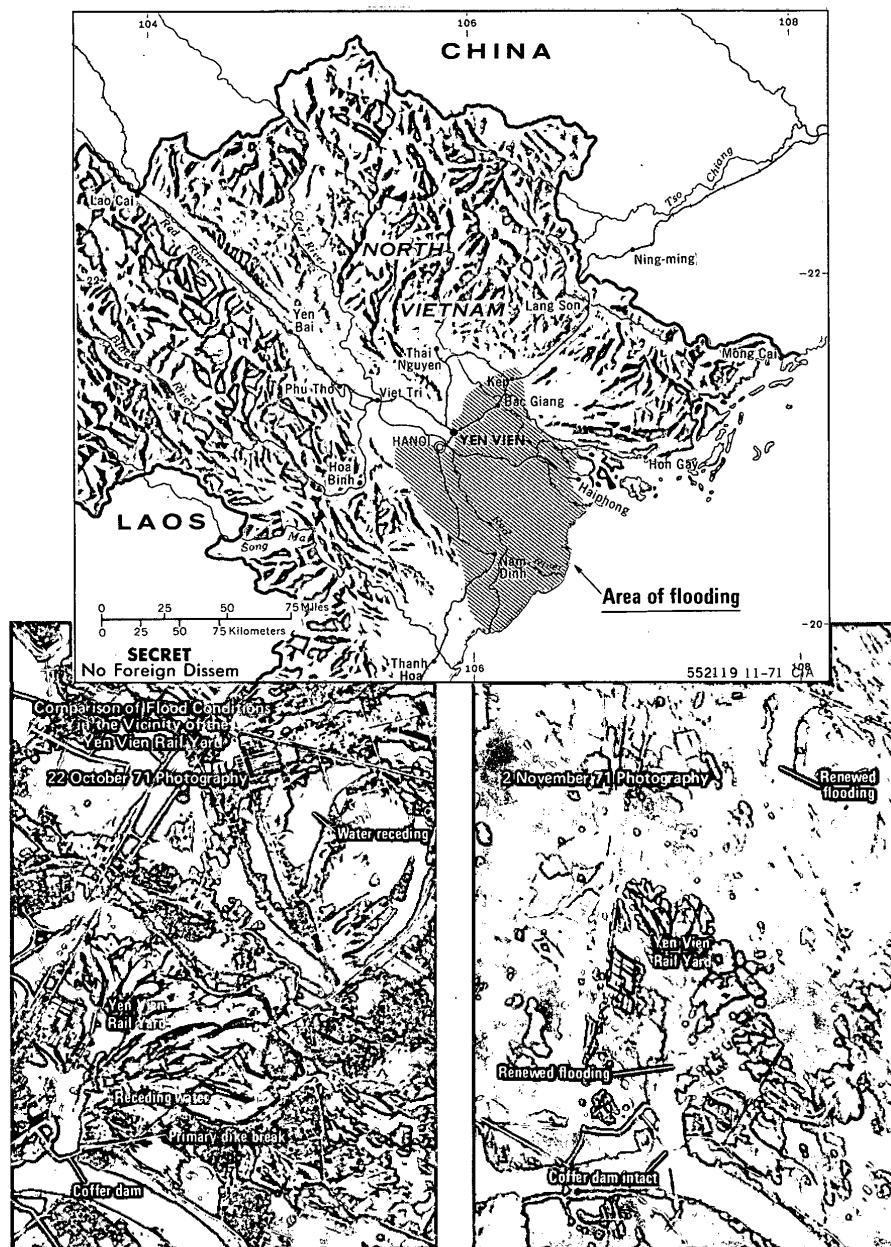 104
106
108
CHINA
Tso Chiang
Lao Cai
Red River
Clear River
NORTH
Ning-ming
22
22
VIETNAM
Lang Son
Yen
Bai
Thai
Nguyen
Mong Cai
Black
River
Kep
Phu Tho
Viet Tri
Bac Giang
HANOI
YEN VIEN
Hoa
Binh
Hon Gay
Haiphong
LAOS
Song Ma
Red
River
Nam
Dinh
Area of flooding
0 25 50 75 Miles
0 25 50 75 Kilometers
20
SECRET
No Foreign Dissem
Thanh
Hoa
106
108
552119 11-71 CIA
Comparison of Flood Conditions
in the Vicinity of the
Yen Vien Rail Yard
22 October 71 Photography
Water receding
Yen Vien
Rail Yard
Receding water
Primary dike break
Coffer dam
2 November 71 Photography
Renewed
flooding
Yen Vien
Rail Yard
Renewed flooding
Coffer dam intact